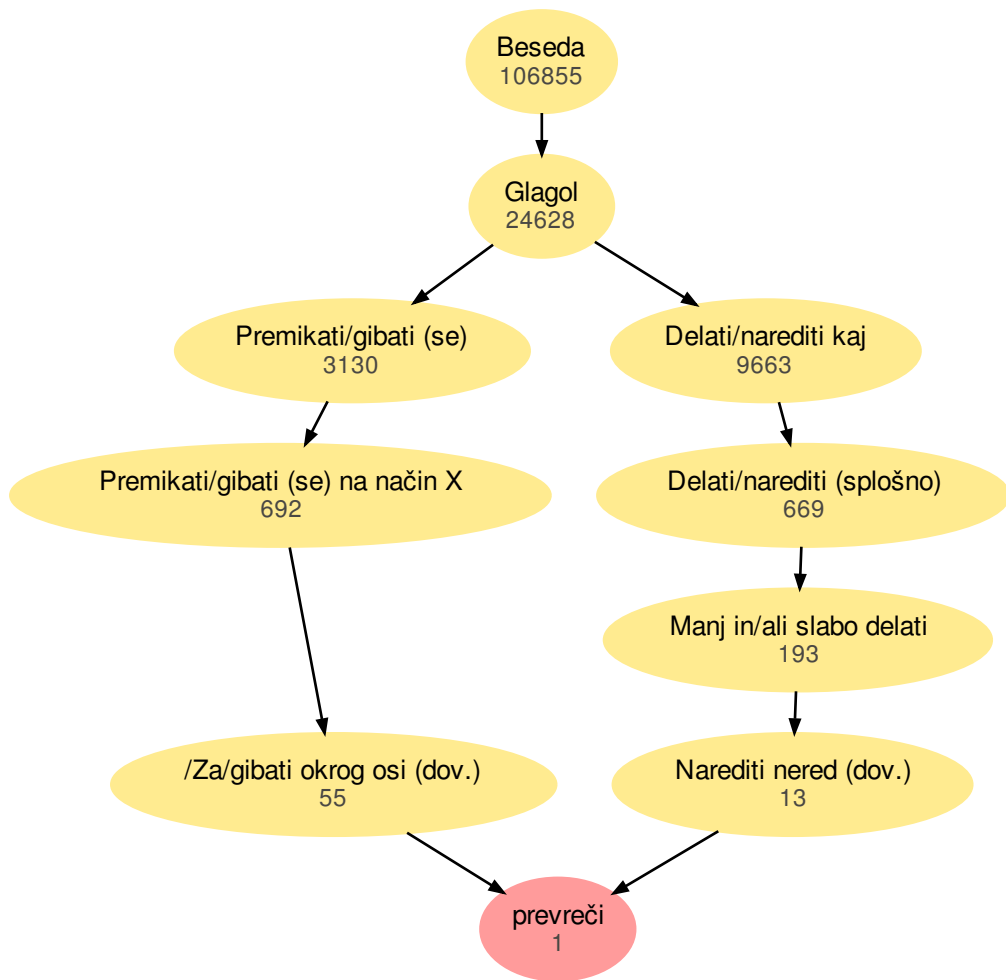 Beseda
106855
Glagol
24628
Premikati/gibati (se)
3130
Delati/narediti kaj
9663
Premikati/gibati (se) na način X
692
Delati/narediti (splošno)
669
Manj in/ali slabo delati
193
/Za/gibati okrog osi (dov.)
55
Narediti nered (dov.)
13
prevreči
1